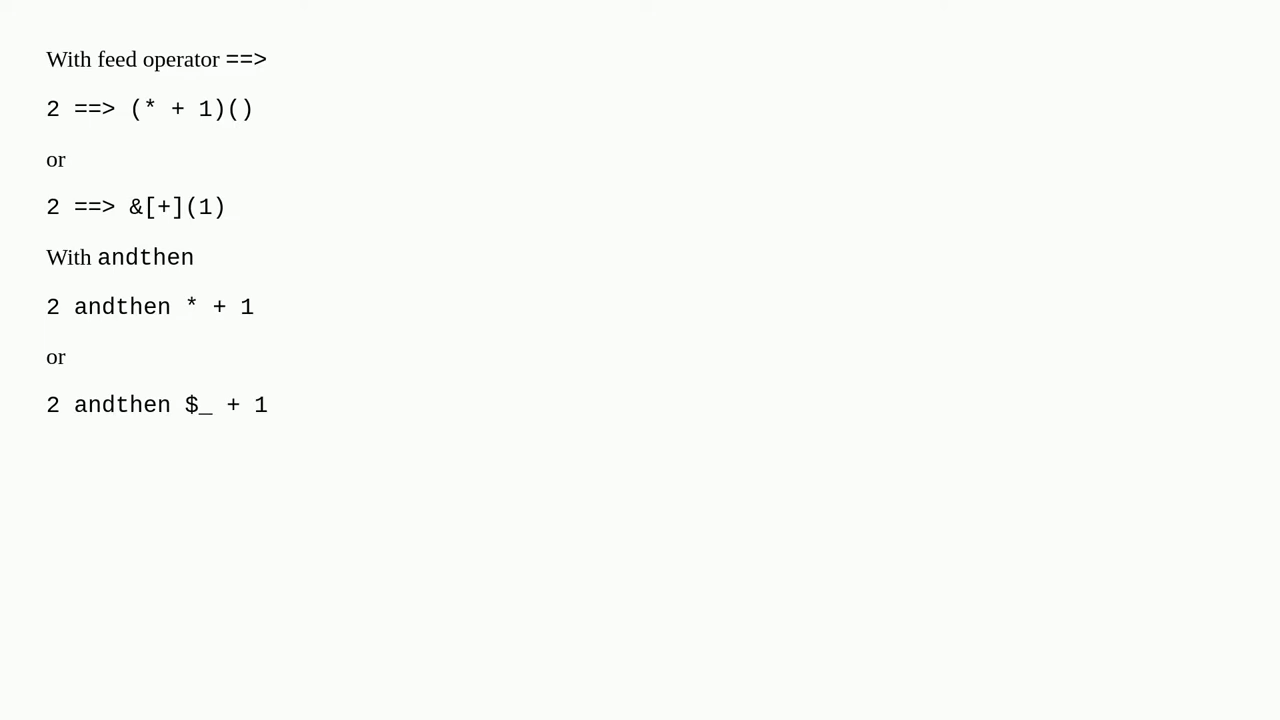 With feed operator ==>
2 ==> (* + 1)()
or
2 ==> &[+](1)
With andthen
2 andthen * + 1
or
2 andthen $_ + 1